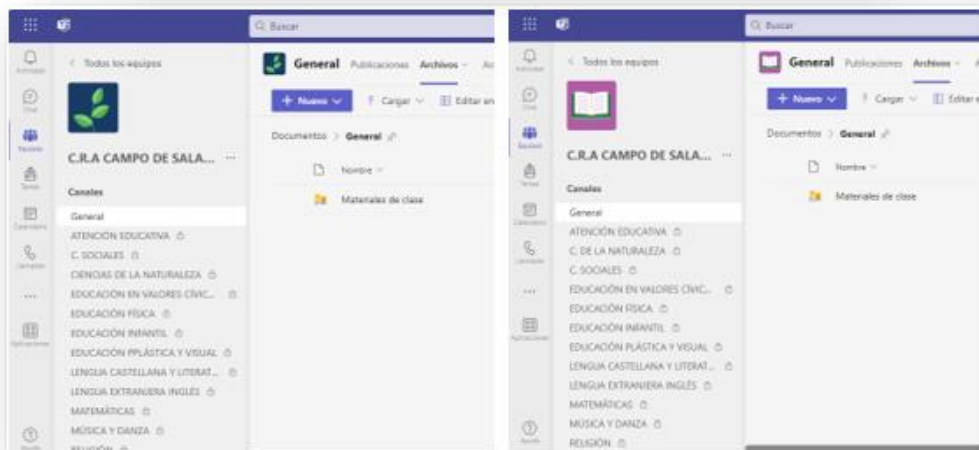 Buscar
Todos los equipos
General Publicaciones Archivos
+ Nuevo Cargar Editar en
Documentos > General
C.R.A CAMPO DE SALA... ...
Nombre
Canales
Materiales de clase
General
ATENCIÓN EDUCATIVA
C. SOCIALES
CIENCIAS DE LA NATURALEZA
EDUCACIÓN EN VALORES CÍVIC...
EDUCACIÓN FÍSICA
EDUCACIÓN INFANTIL
EDUCACIÓN PPLÁSTICA Y VISUAL
LENGUA CASTELLANA Y LITERAT...
LENGUA EXTRANJERA INGLÉS
MATEMÁTICAS
MÚSICA Y DANZA
RELIGIÓN
Buscar
Todos los equipos
General Publicaciones Archivos
+ Nuevo Cargar Editar e
Documentos > General
C.R.A CAMPO DE SALA... ...
Nombre
Canales
Materiales de clase
General
ATENCIÓN EDUCATIVA
C. DE LA NATURALEZA
C. SOCIALES
EDUCACIÓN EN VALORES CÍVIC...
EDUCACIÓN FÍSICA
EDUCACIÓN INFANTIL
EDUCACIÓN PLÁSTICA Y VISUAL
LENGUA CASTELLANA Y LITERAT...
LENGUA EXTRANJERA INGLÉS
MATEMÁTICAS
MÚSICA Y DANZA
RELIGIÓN